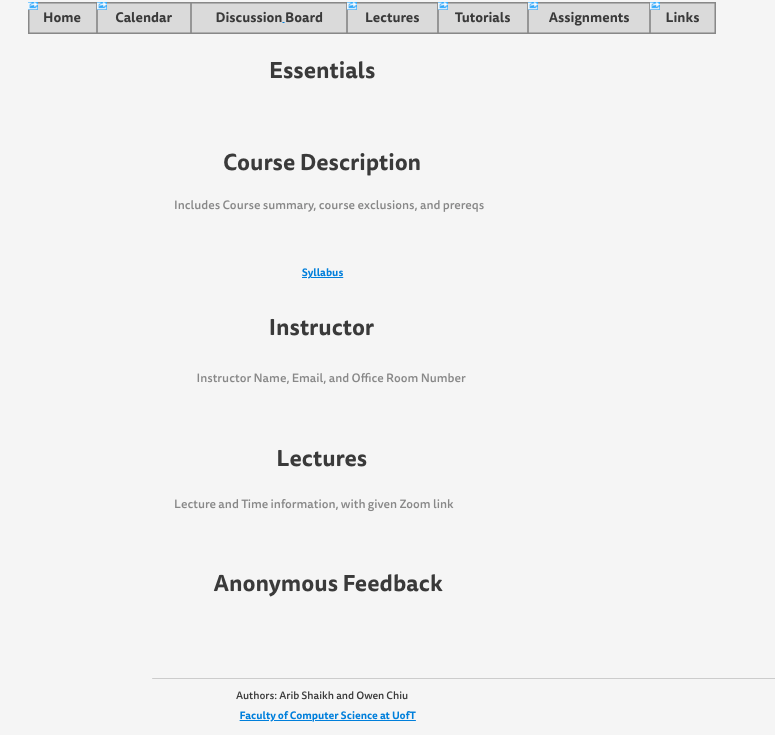 Home Calendar Discussion Board Lectures Tutorials Assignments Links
Essentials
Course Description
Includes Course summary, course exclusions, and prereqs
Syllabus
Instructor
Instructor Name, Email, and Office Room Number
Lectures
Lecture and Time information, with given Zoom link
Anonymous Feedback
Authors: Arib Shaikh and Owen Chiu
Faculty of Computer Science at UofT